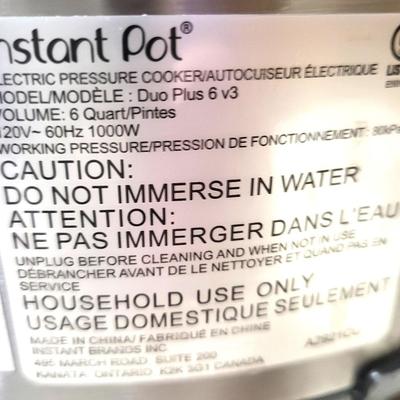 Instant Pot®
ELECTRIC PRESSURE COOKER/AUTOCUISEUR ÉLECTRIQUE
MODEL/MODÈLE : Duo Plus 6 v3
VOLUME: 6 Quart/Pintes
120V~ 60Hz 1000W
WORKING PRESSURE/PRESSION DE FONCTIONNEMENT : 80kPa
CAUTION:
DO NOT IMMERSE IN WATER
ATTENTION:
NE PAS IMMERGER DANS L'EAU
UNPLUG BEFORE CLEANING AND WHEN NOT IN USE
DÉBRANCHER AVANT DE LE NETTOYER ET QUAND PAS EN
SERVICE
HOUSEHOLD USE ONLY
USAGE DOMESTIQUE SEULEMENT
MADE IN CHINA/ FABRIQUÉ EN CHINE
INSTANT BRANDS INC
495 MARCH ROAD SUITE 200
KANATA ONTARIO K2K 3G1 CANADA